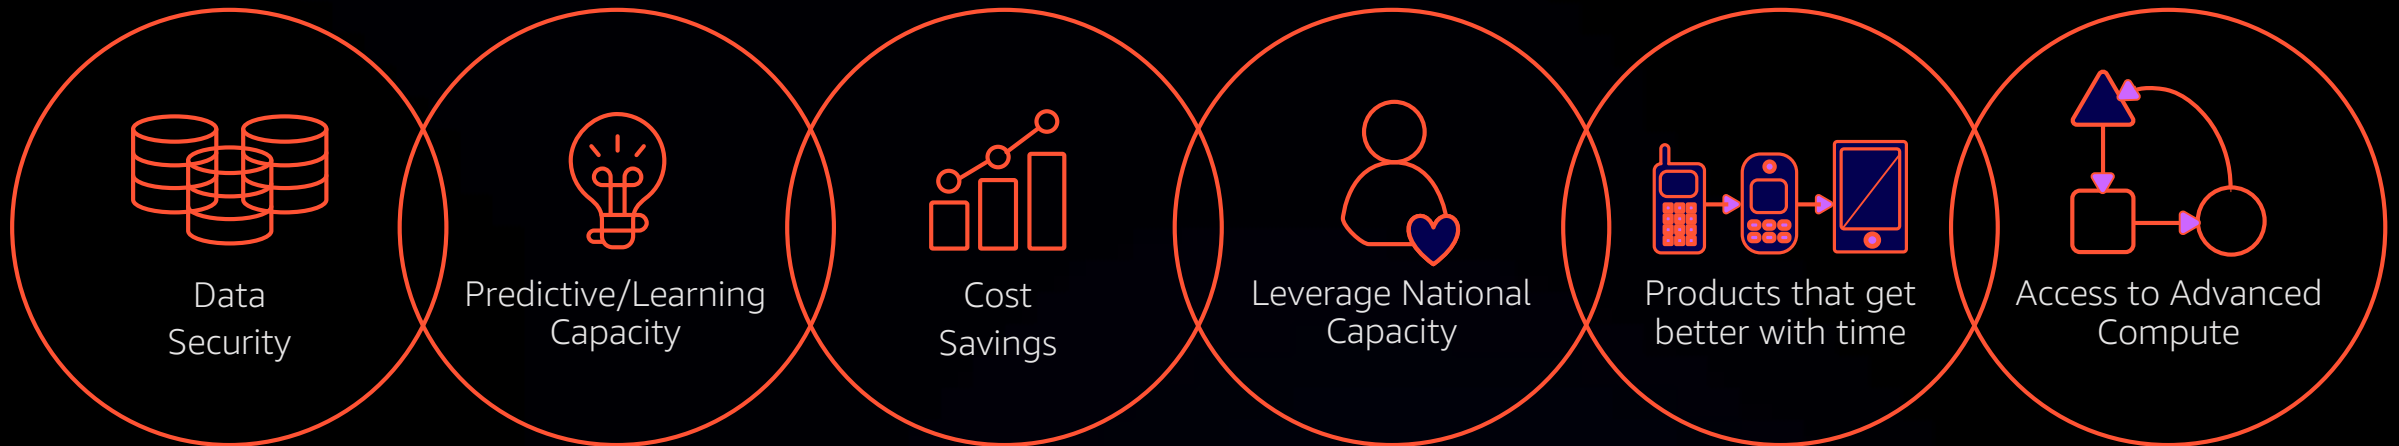 Data
Security
Predictive/Learning
Capacity
Cost
Savings
Leverage National
Capacity
Products that get
better with time
Access to Advanced
Compute